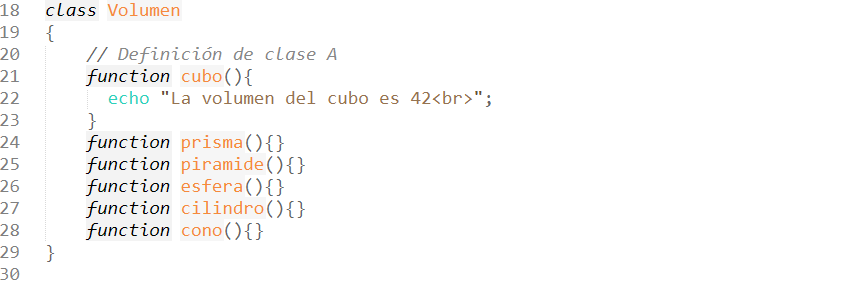 18 class Volumen
19 {
20     // Definición de clase A
21     function cubo(){
22       echo "La volumen del cubo es 42<br>";
23     }
24     function prisma(){}
25     function piramide(){}
26     function esfera(){}
27     function cilindro(){}
28     function cono(){}
29 }
30